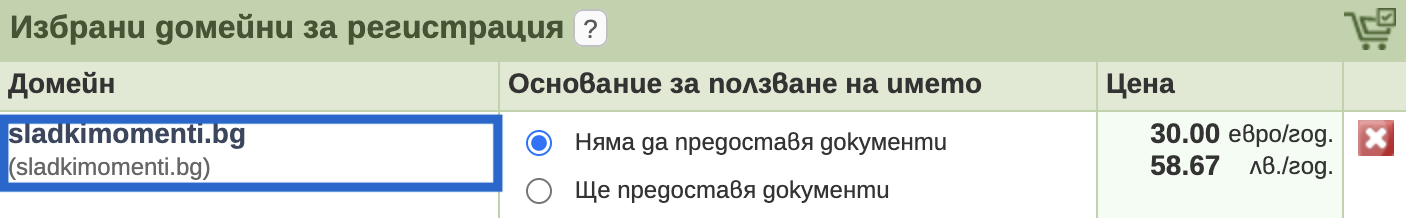 Избрани домейни за регистрация ?
Домейн Основание за ползване на името Цена
sladkimomenti.bg Няма да предоставя документи 30.00 евро/год.
(sladkimomenti.bg) Ще предоставя документи 58.67 лв./год.